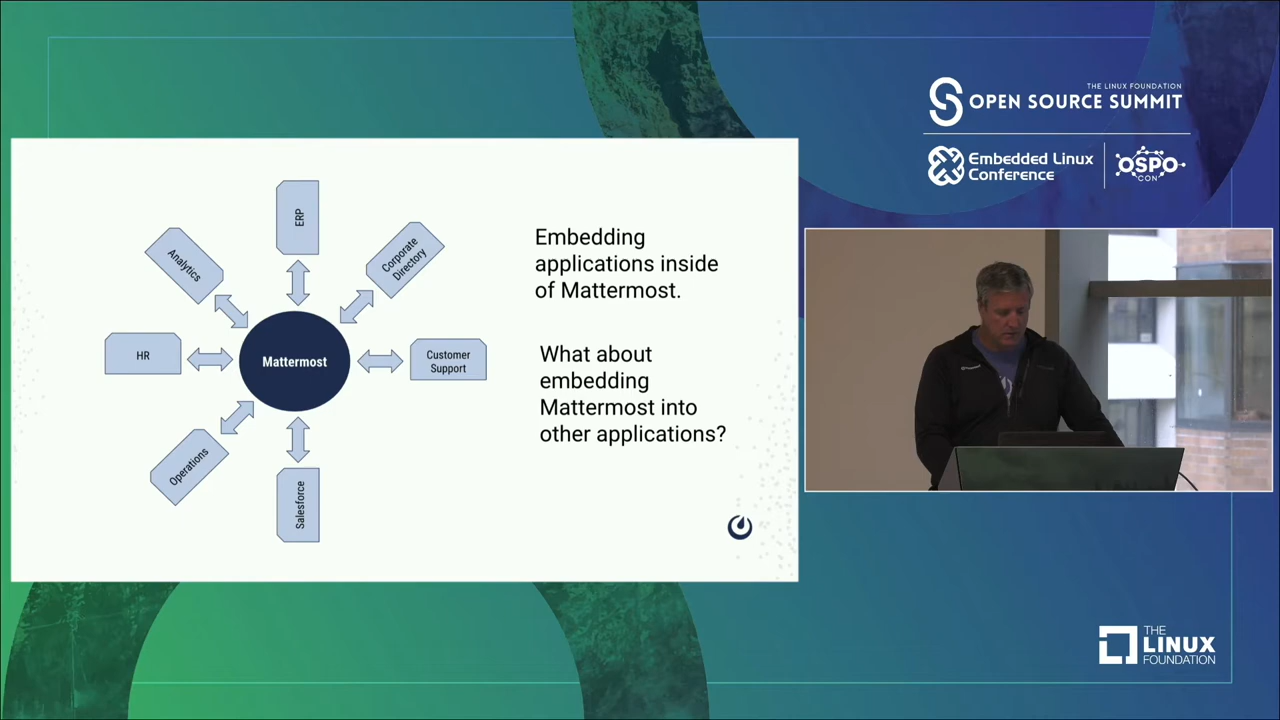 THE LINUX FOUNDATION
OPEN SOURCE SUMMIT
Embedded Linux
Conference
OSPO
CON
ERP
Analytics
Corporate
Directory
HR
Mattermost
Customer
Support
Operations
Salesforce
Embedding
applications inside
of Mattermost.
What about
embedding
Mattermost into
other applications?
THE
LINUX
FOUNDATION